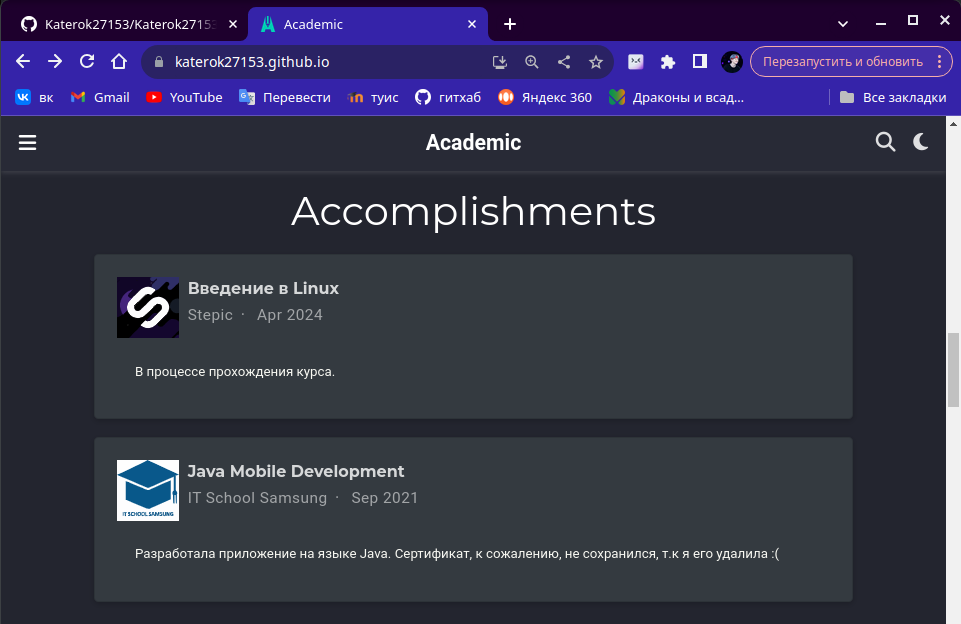 Katerok27153/Katerok27153
Academic
katerok27153.github.io
Перезапустить и обновить
вк
Gmail
YouTube
Перевести
туис
гитхаб
Яндекс 360
Драконы и всад...
Все закладки
Academic
Accomplishments
Введение в Linux
Stepic · Apr 2024
В процессе прохождения курса.
IT SCHOOL SAMSUNG
Java Mobile Development
IT School Samsung · Sep 2021
Разработала приложение на языке Java. Сертификат, к сожалению, не сохранился, т.к я его удалила :(